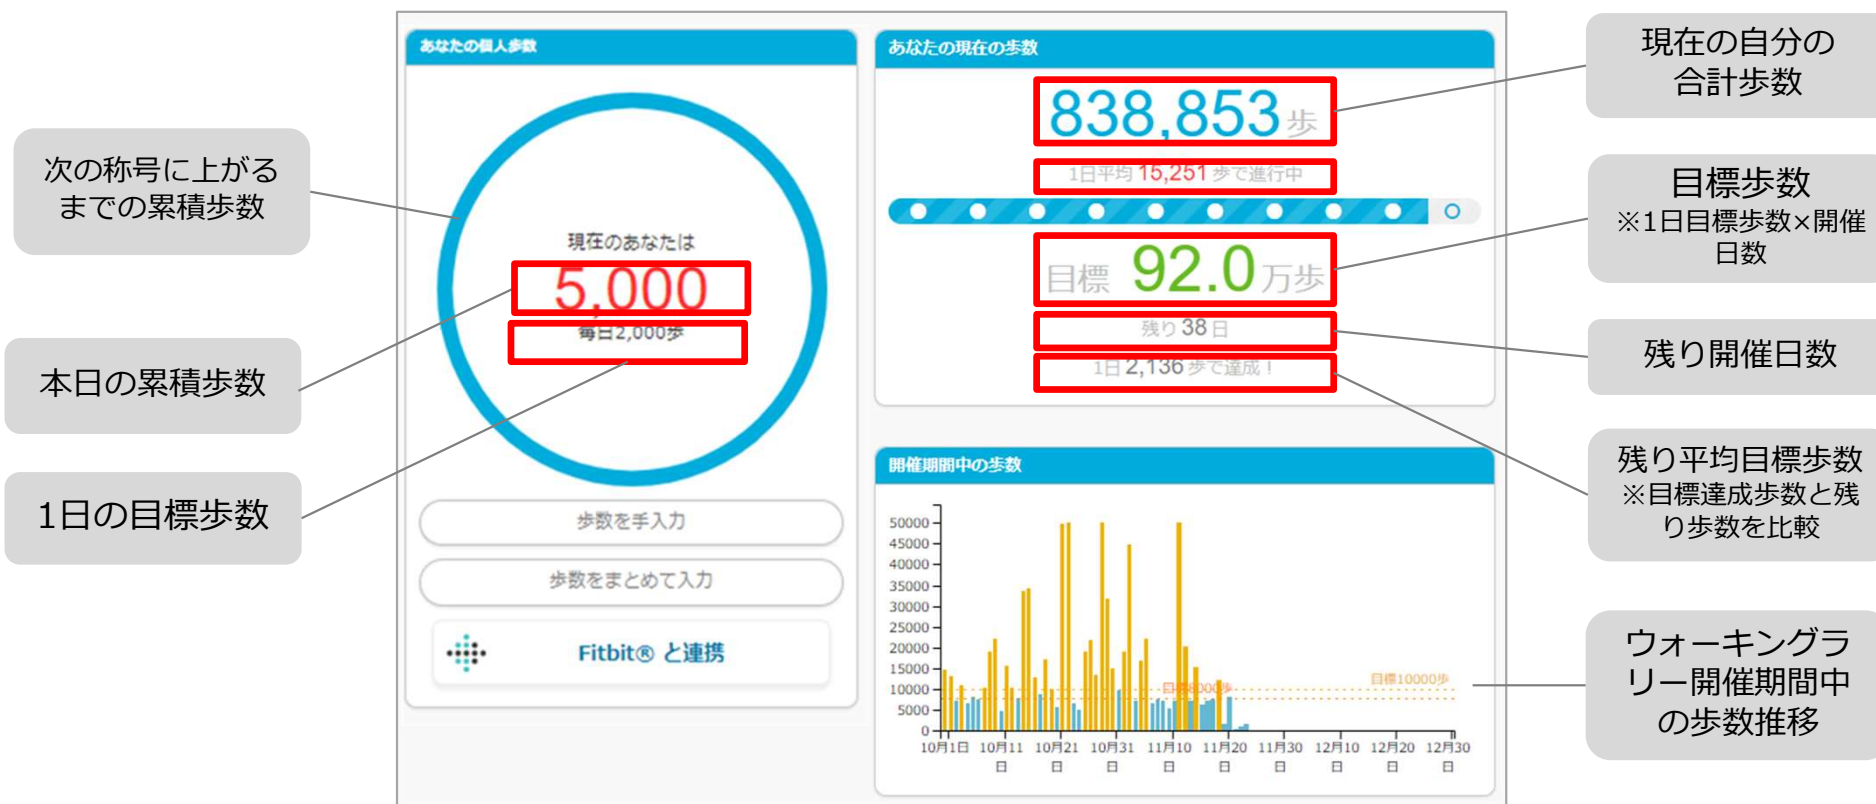 次の称号に上がる
までの累積歩数
本日の累積歩数
1日の目標歩数
あなたの個人歩数
現在のあなたは
5,000
毎日2,000歩
歩数を手入力
歩数をまとめて入力
Fitbit® と連携
あなたの現在の歩数
838,853歩
1日平均 15,251 歩で進行中
目標 92.0万歩
残り 38 日
1日 2,136 歩で達成！
開催期間中の歩数
50000
45000
40000
35000
30000
25000
20000
15000
10000
5000
0
目標8000歩
目標10000歩
10月1日 10月11日 10月21日 10月31日 11月10日 11月20日 11月30日 12月10日 12月20日 12月30日
現在の自分の
合計歩数
目標歩数
※1日目標歩数×開催
日数
残り開催日数
残り平均目標歩数
※目標達成歩数と残
り歩数を比較
ウォーキングラ
リー開催期間中
の歩数推移